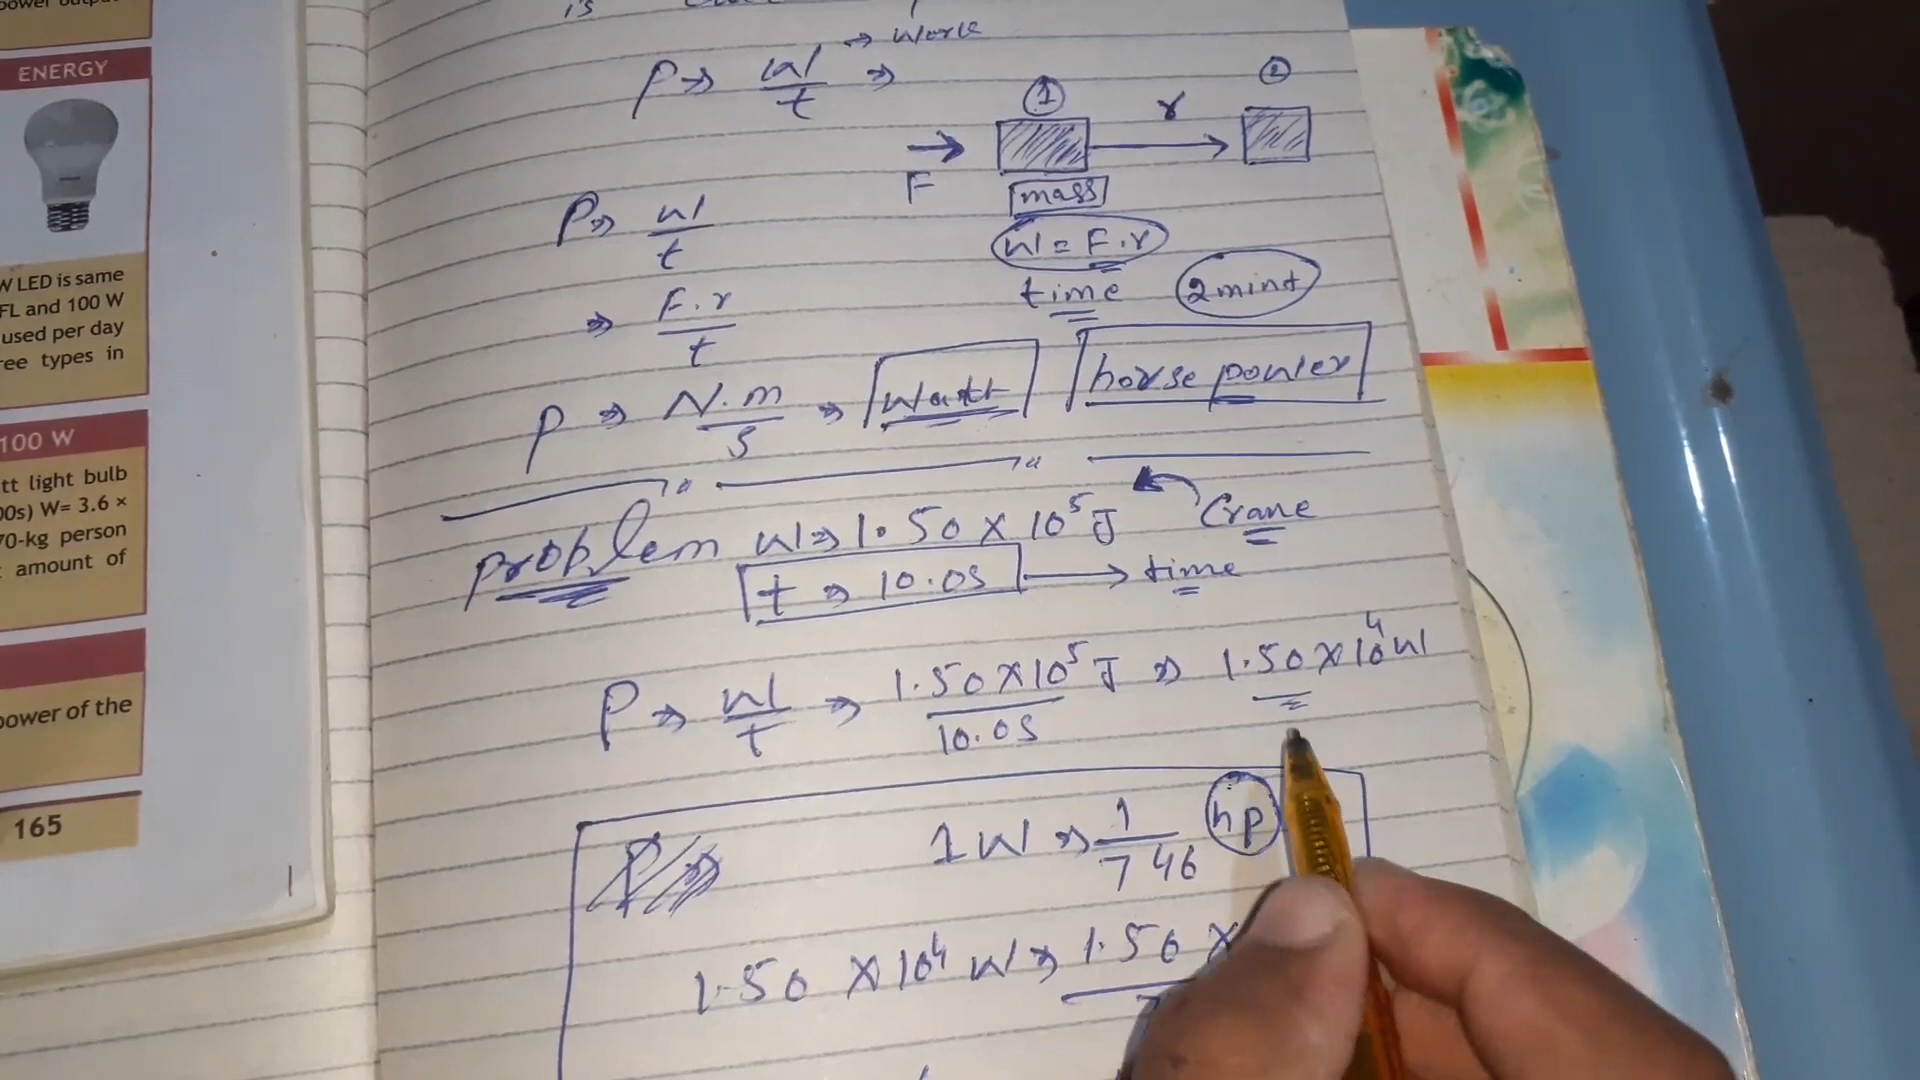 ENERGY
W LED is same
FL and 100 W
used per day
ree types in
100 W
tt light bulb
00s) W= 3.6 ×
70-kg person
amount of
power of the
165
is
P ⇒ W/t ⇒ → work
1
r
2
F
mass
W = F.r
time 2mint
P ⇒ W/t
⇒ F.r/t
P ⇒ N.m/s ⇒ Watt horse power
problem W ⇒ 1.50 × 10⁵ J Crane
t ⇒ 10.0s → time
P ⇒ W/t ⇒ 1.50×10⁵ J/10.0s ⇒ 1.50×10⁴ W
1W ⇒ 1/746 hp
1.50 ×10⁴ W ⇒ 1.50 ×